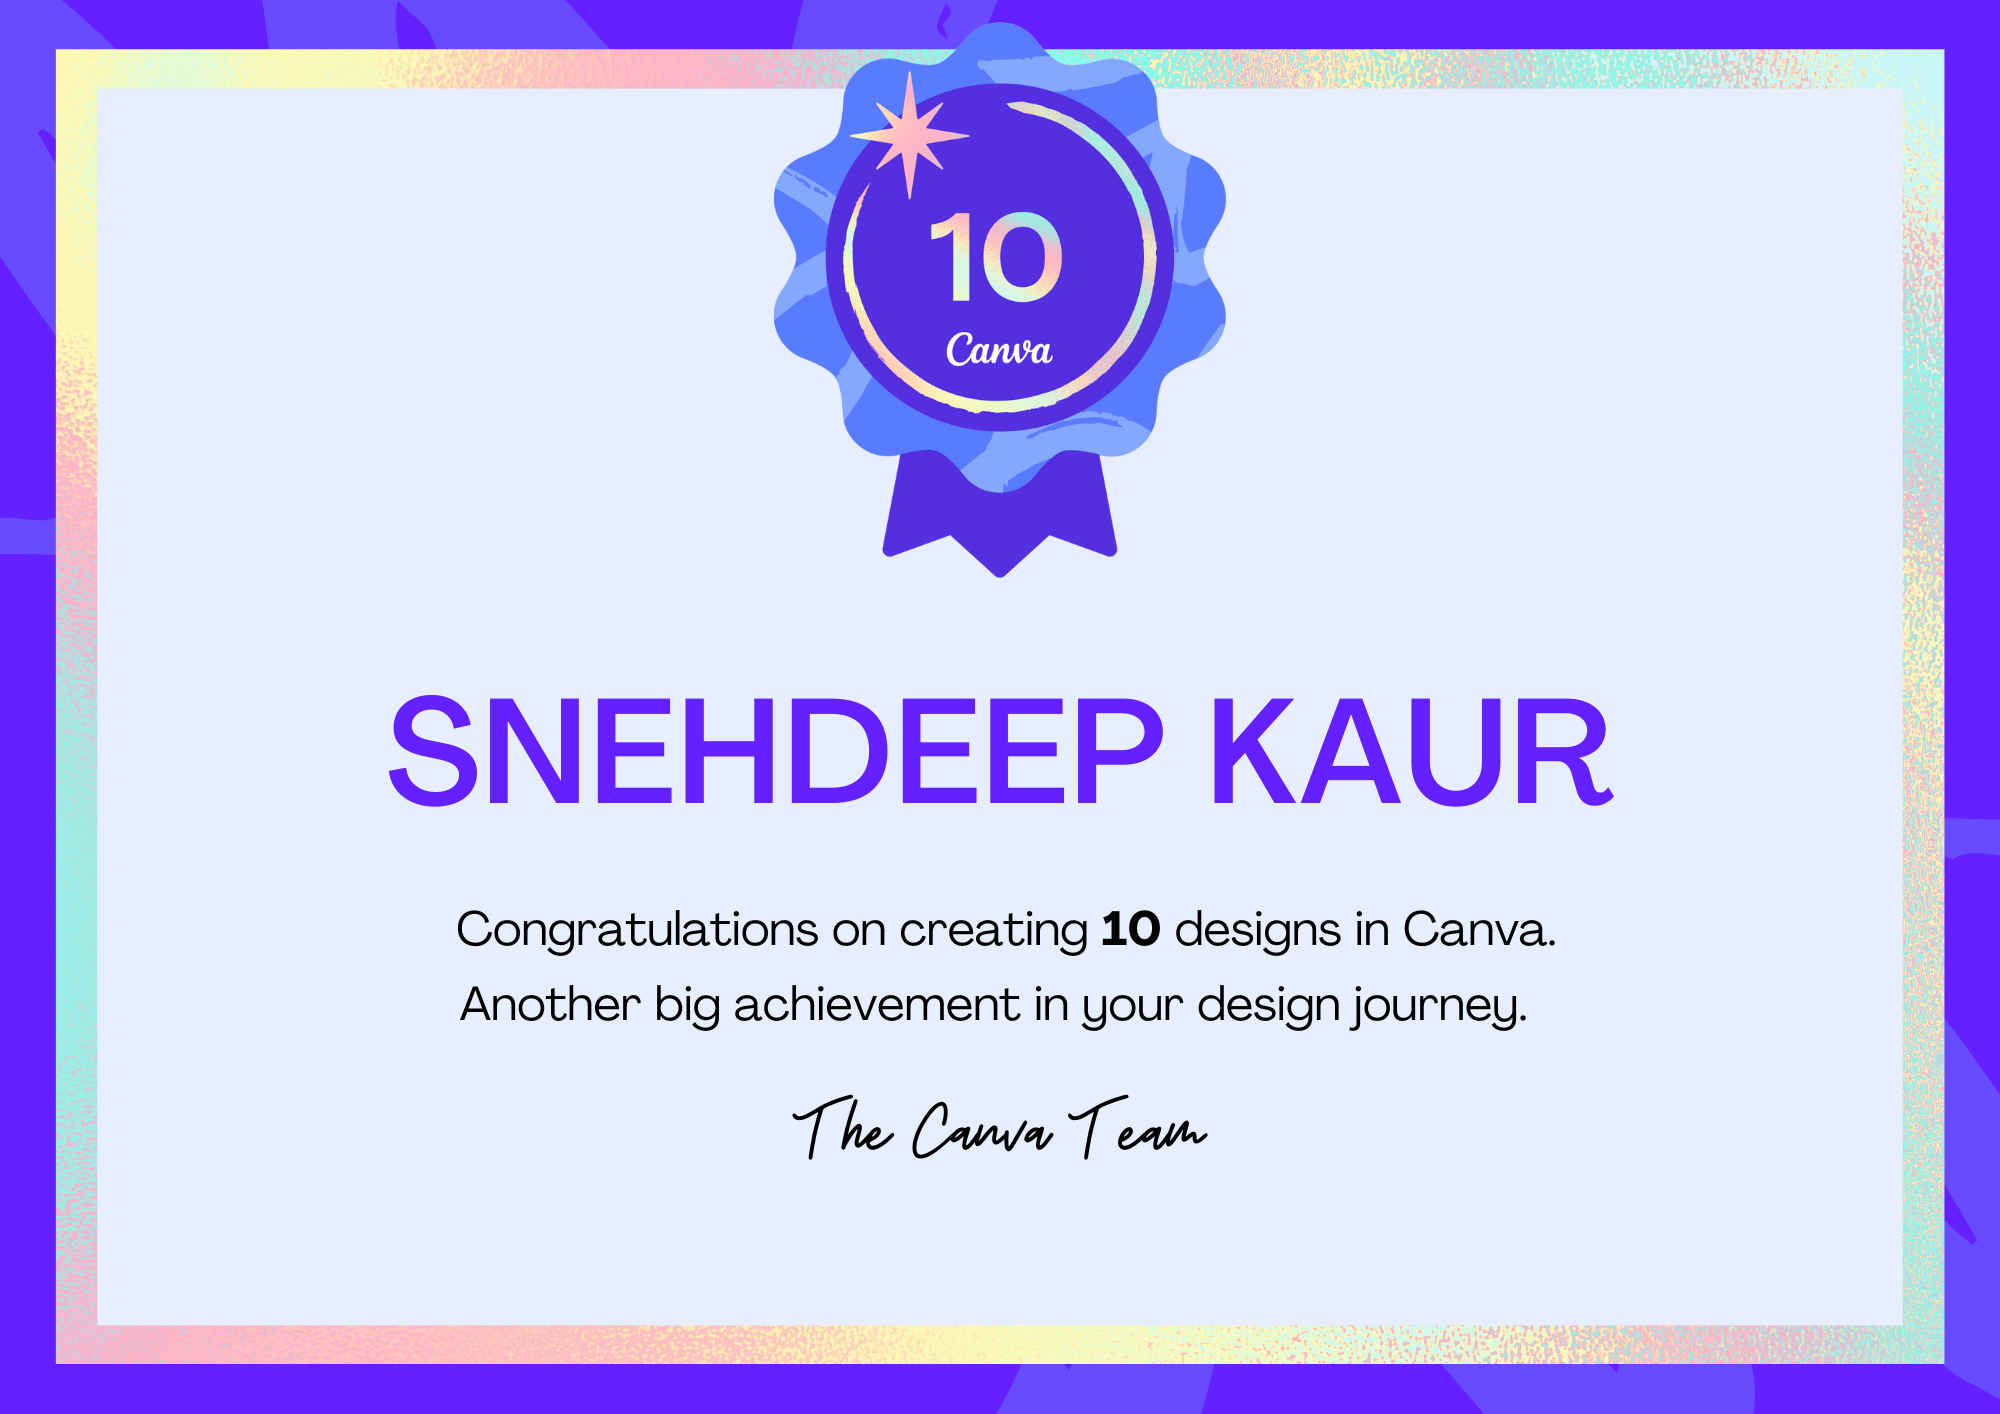 10
Canva
SNEHDEEP KAUR
Congratulations on creating 10 designs in Canva.
Another big achievement in your design journey.
The Canva Team